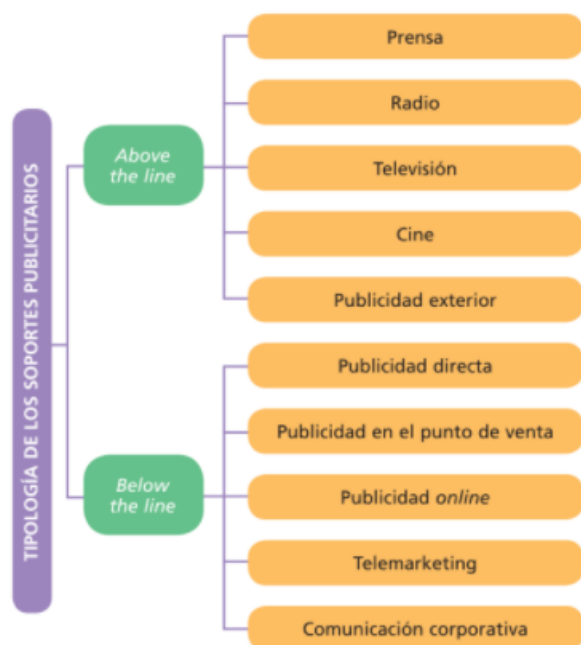 TIPOLOGÍA DE LOS SOPORTES PUBLICITARIOS
Above
the line
Prensa
Radio
Televisión
Cine
Publicidad exterior
Below
the line
Publicidad directa
Publicidad en el punto de venta
Publicidad online
Telemarketing
Comunicación corporativa